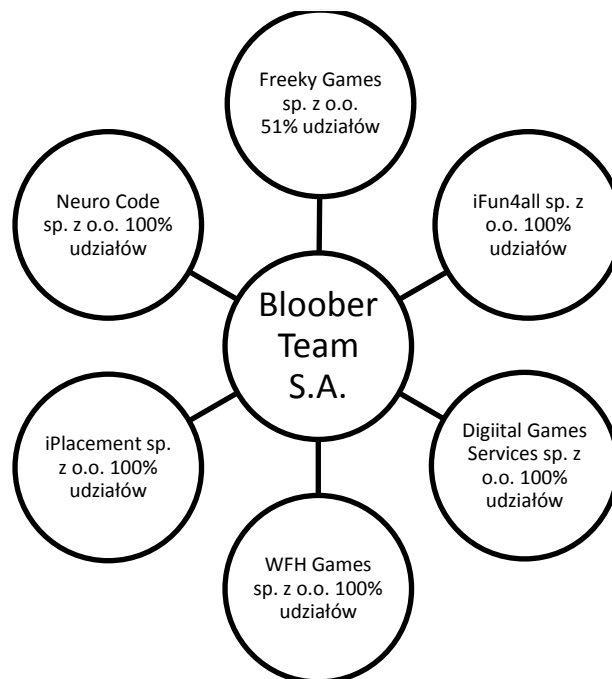 Freeky Games
sp. z o.o.
51% udziałów
Neuro Code
sp. z o.o. 100%
udziałów
iFun4all sp. z
o.o. 100%
udziałów
Bloober
Team
S.A.
iPlacement sp.
z o.o. 100%
udziałów
Digiital Games
Services sp. z
o.o. 100%
udziałów
WFH Games
sp. z o.o. 100%
udziałów